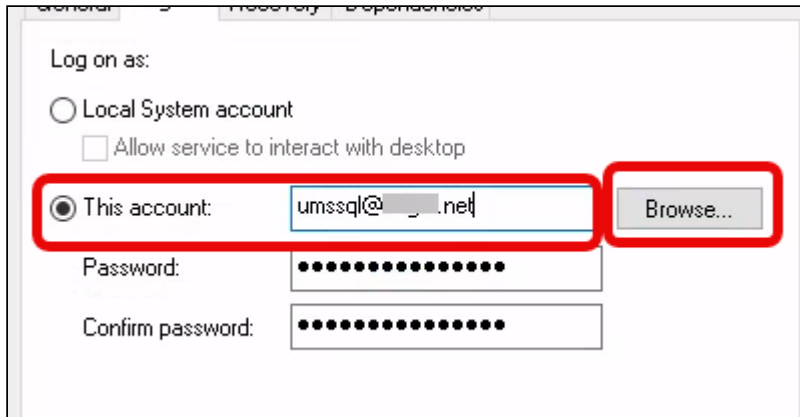 Log on as:
Local System account
Allow service to interact with desktop
This account: umssql@ .net Browse...
Password:
Confirm password: